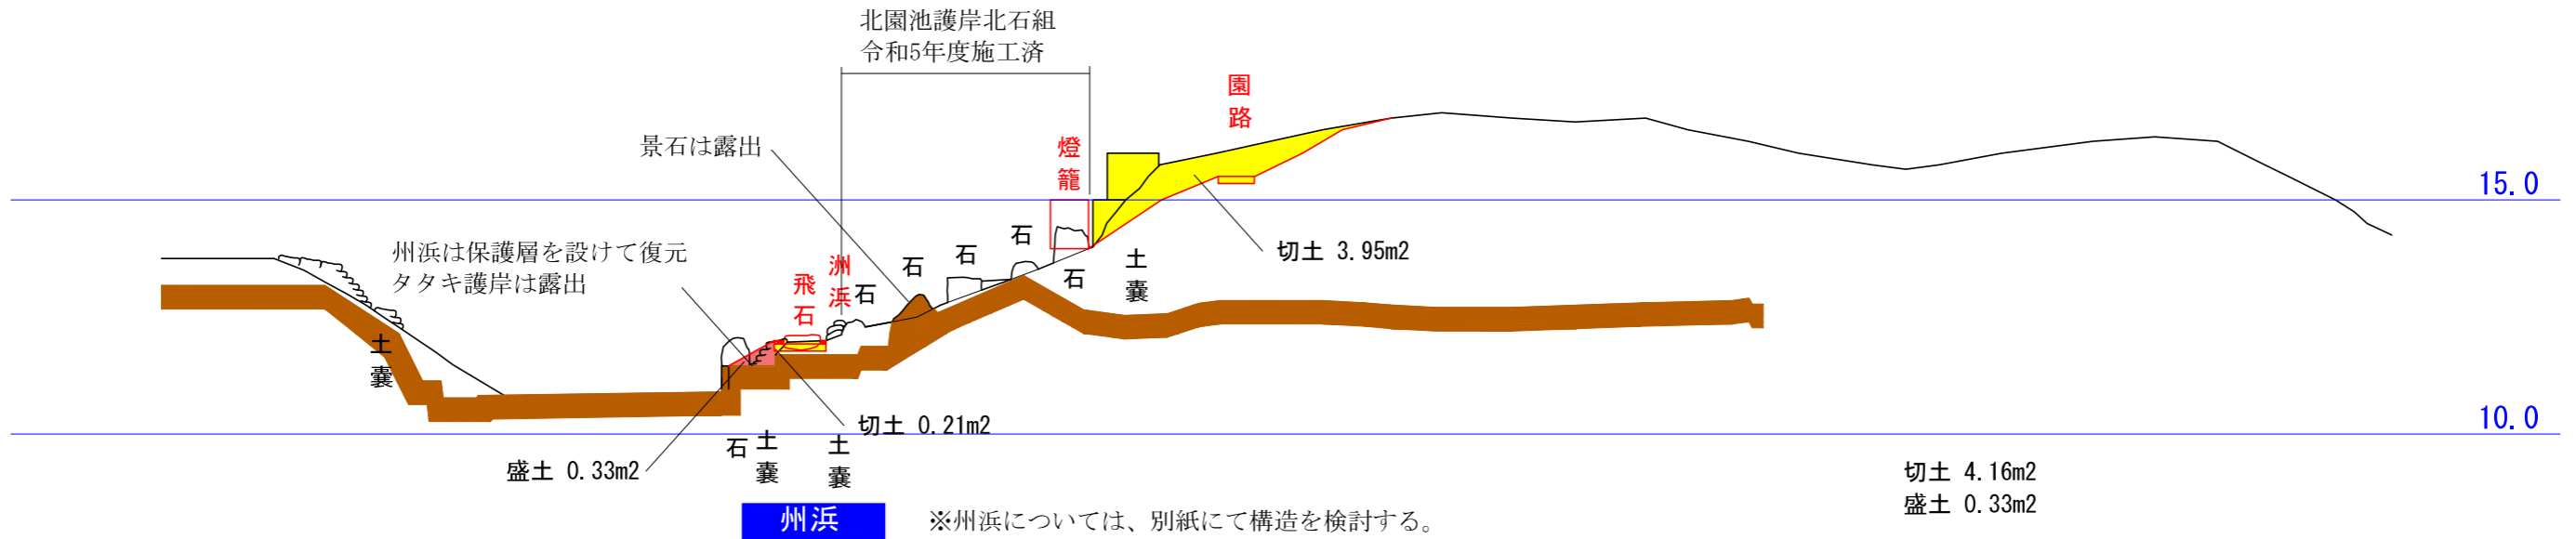 北園池護岸北石組
令和5年度施工済
園路
景石は露出
燈籠
15.0
州浜は保護層を設けて復元
タタキ護岸は露出
飛石
洲浜
石
石
石
石
石
土嚢
切土 3.95m2
土嚢
10.0
切土 0.21m2
盛土 0.33m2
石
土嚢
土嚢
切土 4.16m2
盛土 0.33m2
州浜
※州浜については、別紙にて構造を検討する。